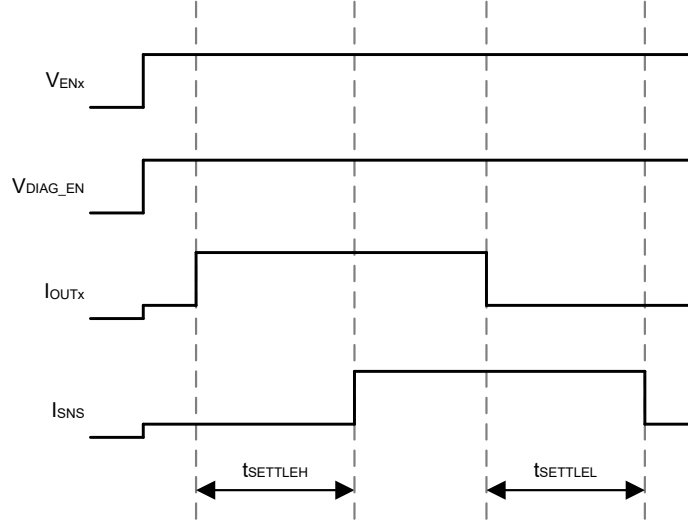 VENx
VDIAG_EN
IOUTx
ISNS
tSETTLEH
tSETTLEL